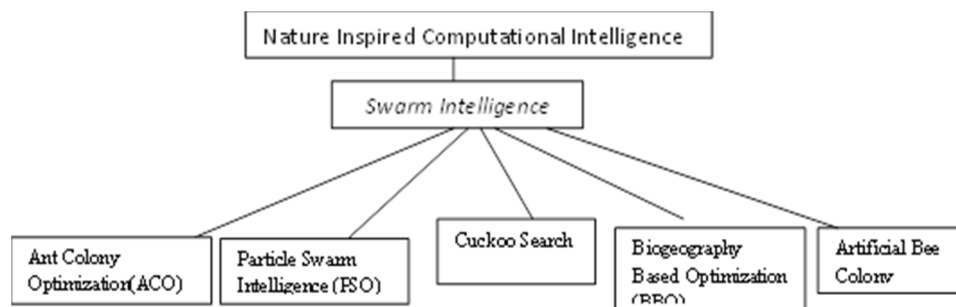 Nature Inspired Computational Intelligence
Swarm Intelligence
Ant Colony
Optimization(ACO)
Particle Swarm
Intelligence (PSO)
Cuckoo Search
Biogeography
Based Optimization
(BBO)
Artificial Bee
Colony